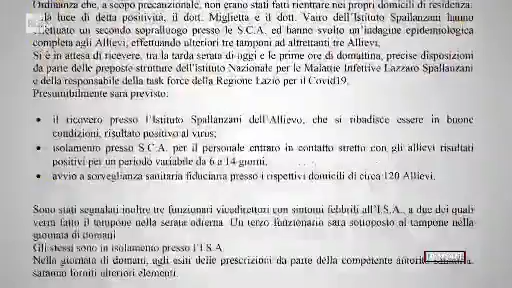 Ordinanza che, a scopo precauzionale, non erano stati fatti rientrare nei propri domicili di residenza.
alla luce di detta positività, il dott. Miglietta e il dott. Vairo dell'Istituto Spallanzani hanno
effettuato un secondo sopralluogo presso le S.C.A. ed hanno svolto un'indagine epidemiologica
completa agli Allievi, effettuando ulteriori tre tamponi ad altrettanti tre Allievi.
Si è in attesa di ricevere, tra la tarda serata di oggi e le prime ore di domattina, precise disposizioni
da parte delle preposte strutture dell'Istituto Nazionale per le Malattie Infettive Lazzaro Spallanzani
e della responsabile della task force della Regione Lazio per il Covid19.
Presumibilmente sarà previsto:
• il ricovero presso l'Istituto Spallanzani dell'Allievo, che si ribadisce essere in buone
condizioni, risultato positivo al virus;
• isolamento presso S.C.A. per il personale entrato in contatto stretto con gli allievi risultati
positivi per un periodo variabile da 6 a 14 giorni;
• avvio a sorveglianza sanitaria fiduciaria presso i rispettivi domicili di circa 120 Allievi.
Sono stati segnalati inoltre tre funzionari vicedirettori con sintomi febbrili all'I.S.A., a due dei quali
verrà fatto il tampone nella serata odierna. Un terzo funzionario sarà sottoposto al tampone nella
giornata di domani
Gli stessi sono in isolamento presso l'I.S.A.
Nella giornata di domani, agli esiti delle prescrizioni da parte della competente autorità sanitaria,
saranno forniti ulteriori elementi.